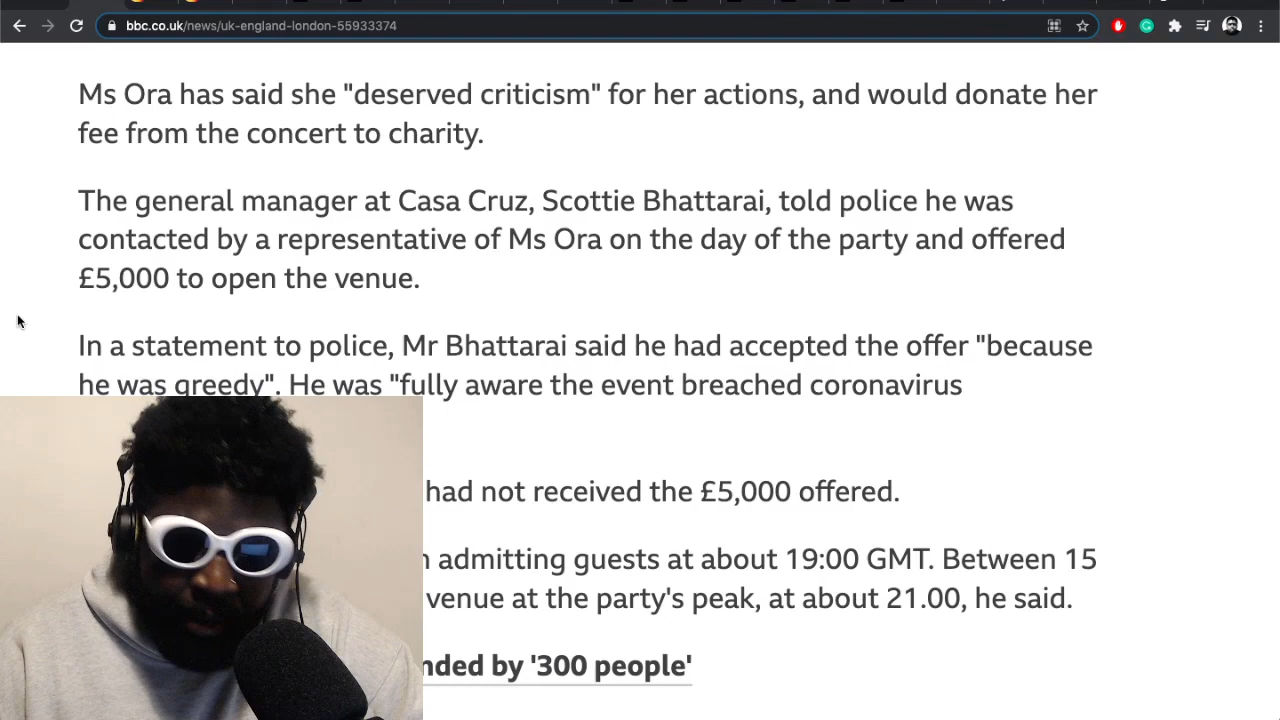 bbc.co.uk/news/uk-england-london-55933374
Ms Ora has said she "deserved criticism" for her actions, and would donate her
fee from the concert to charity.
The general manager at Casa Cruz, Scottie Bhattarai, told police he was
contacted by a representative of Ms Ora on the day of the party and offered
£5,000 to open the venue.
In a statement to police, Mr Bhattarai said he had accepted the offer "because
he was greedy". He was "fully aware the event breached coronavirus
had not received the £5,000 offered.
admitting guests at about 19:00 GMT. Between 15
venue at the party's peak, at about 21.00, he said.
by '300 people'